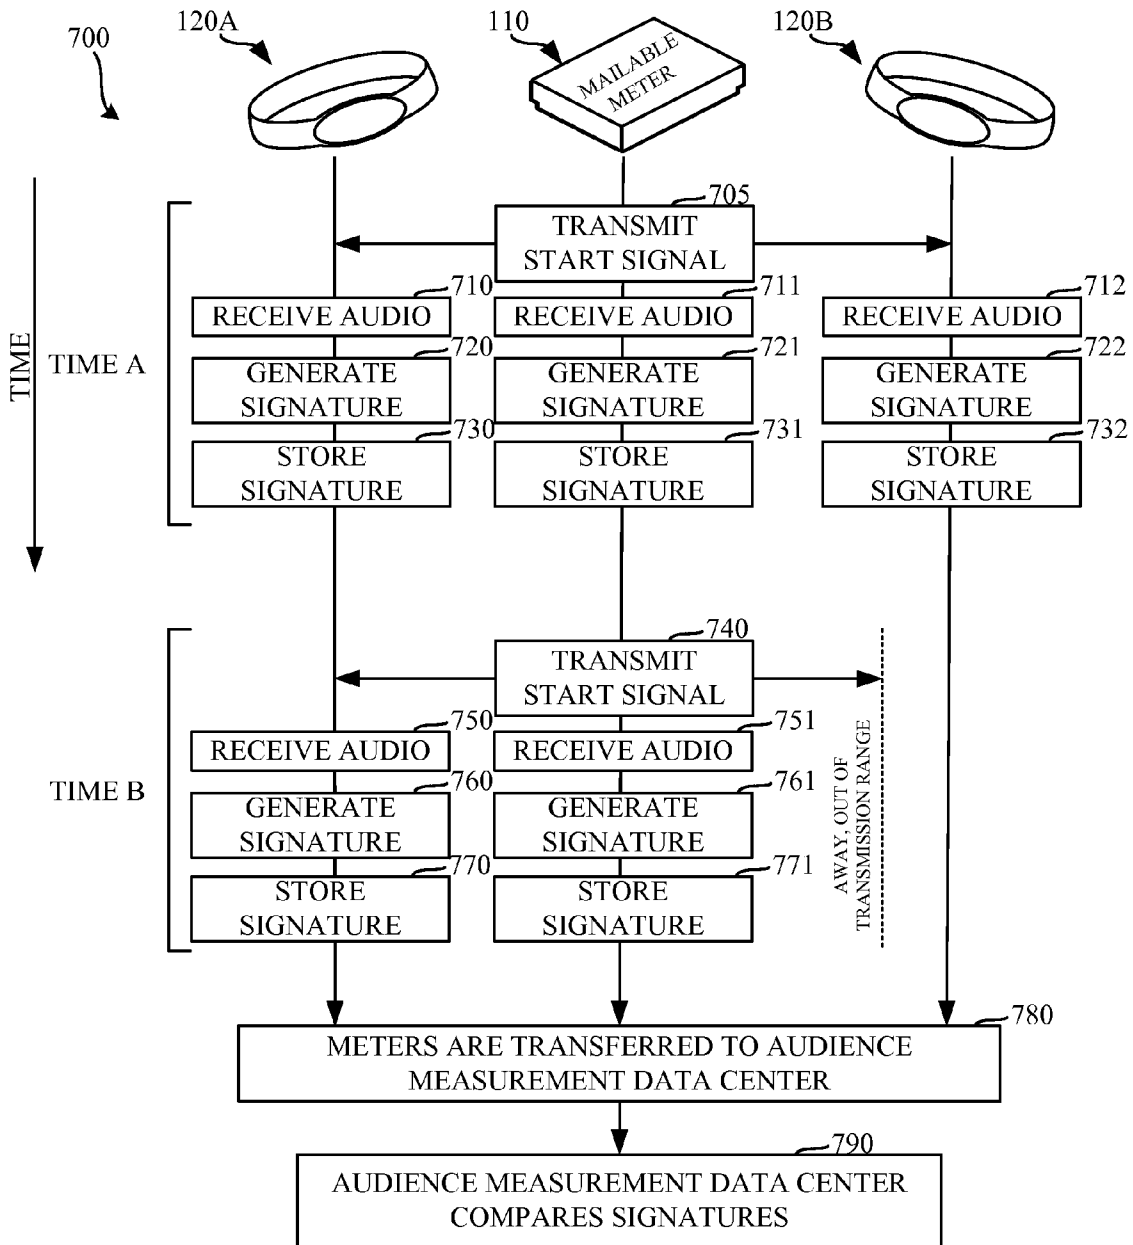 700
120A
110
120B
MAILABLE
METER
TIME
TIME A
705
TRANSMIT
START SIGNAL
710
RECEIVE AUDIO
711
RECEIVE AUDIO
712
RECEIVE AUDIO
720
GENERATE
SIGNATURE
721
GENERATE
SIGNATURE
722
GENERATE
SIGNATURE
730
STORE
SIGNATURE
731
STORE
SIGNATURE
732
STORE
SIGNATURE
TIME B
740
TRANSMIT
START SIGNAL
750
RECEIVE AUDIO
751
RECEIVE AUDIO
760
GENERATE
SIGNATURE
761
GENERATE
SIGNATURE
770
STORE
SIGNATURE
771
STORE
SIGNATURE
AWAY, OUT OF
TRANSMISSION RANGE
780
METERS ARE TRANSFERRED TO AUDIENCE
MEASUREMENT DATA CENTER
790
AUDIENCE MEASUREMENT DATA CENTER
COMPARES SIGNATURES